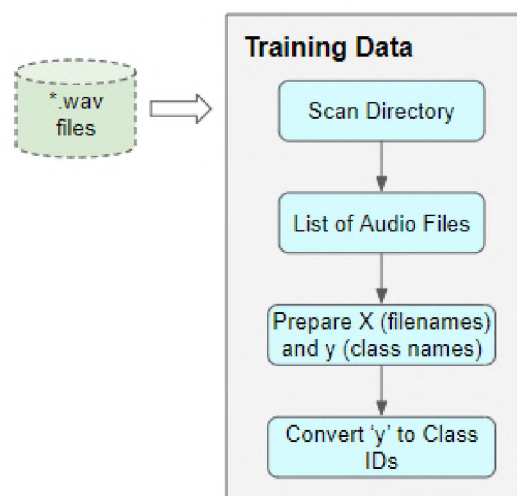 *.wav
files
Training Data
Scan Directory
List of Audio Files
Prepare X (filenames)
and y (class names)
Convert ‘y’ to Class
IDs